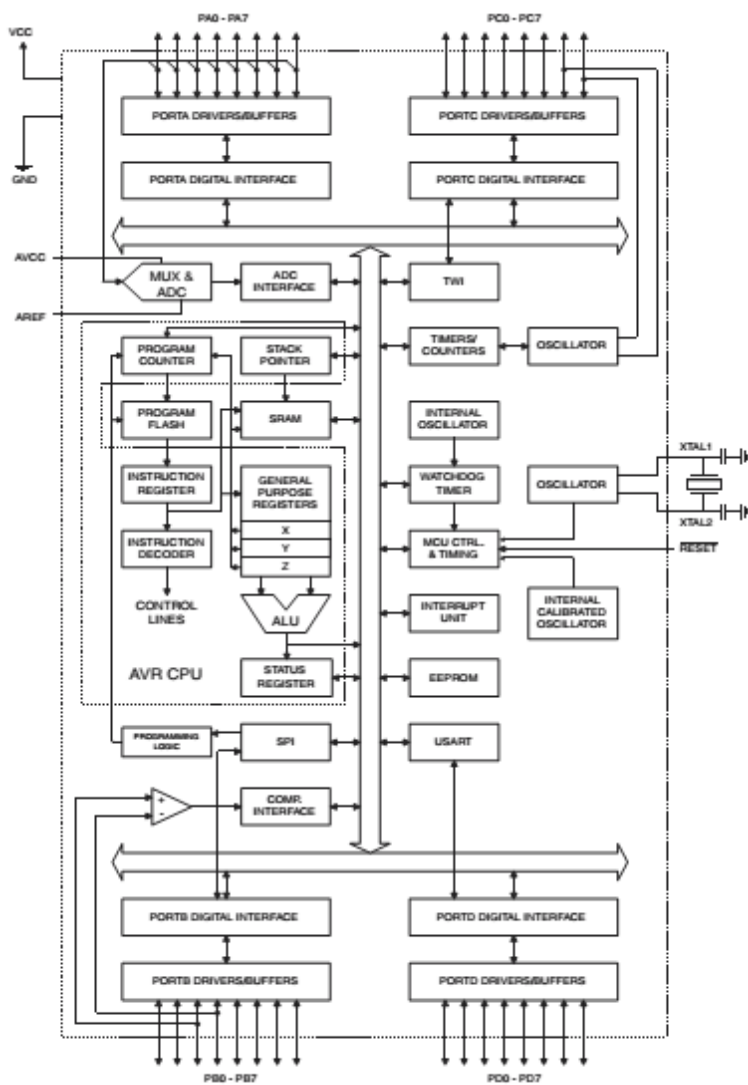 PA0 - PA7
PC0 - PC7
VCC
PORTA DRIVERS/BUFFERS
PORTC DRIVERS/BUFFERS
GND
PORTA DIGITAL INTERFACE
PORTC DIGITAL INTERFACE
AVCC
MUX &
ADC
ADC
INTERFACE
TWI
AREF
PROGRAM
COUNTER
STACK
POINTER
TIMERS/
COUNTERS
OSCILLATOR
PROGRAM
FLASH
SRAM
INTERNAL
OSCILLATOR
XTAL1
INSTRUCTION
REGISTER
GENERAL
PURPOSE
REGISTERS
WATCHDOG
TIMER
OSCILLATOR
XTAL2
X
INSTRUCTION
DECODER
Y
MCU CTRL.
& TIMING
RESET
Z
CONTROL
LINES
ALU
INTERRUPT
UNIT
INTERNAL
CALIBRATED
OSCILLATOR
AVR CPU
STATUS
REGISTER
EEPROM
PROGRAMMING
LOGIC
SPI
USART
+
-
COMP.
INTERFACE
PORTB DIGITAL INTERFACE
PORTD DIGITAL INTERFACE
PORTB DRIVERS/BUFFERS
PORTD DRIVERS/BUFFERS
PB0 - PB7
PD0 - PD7